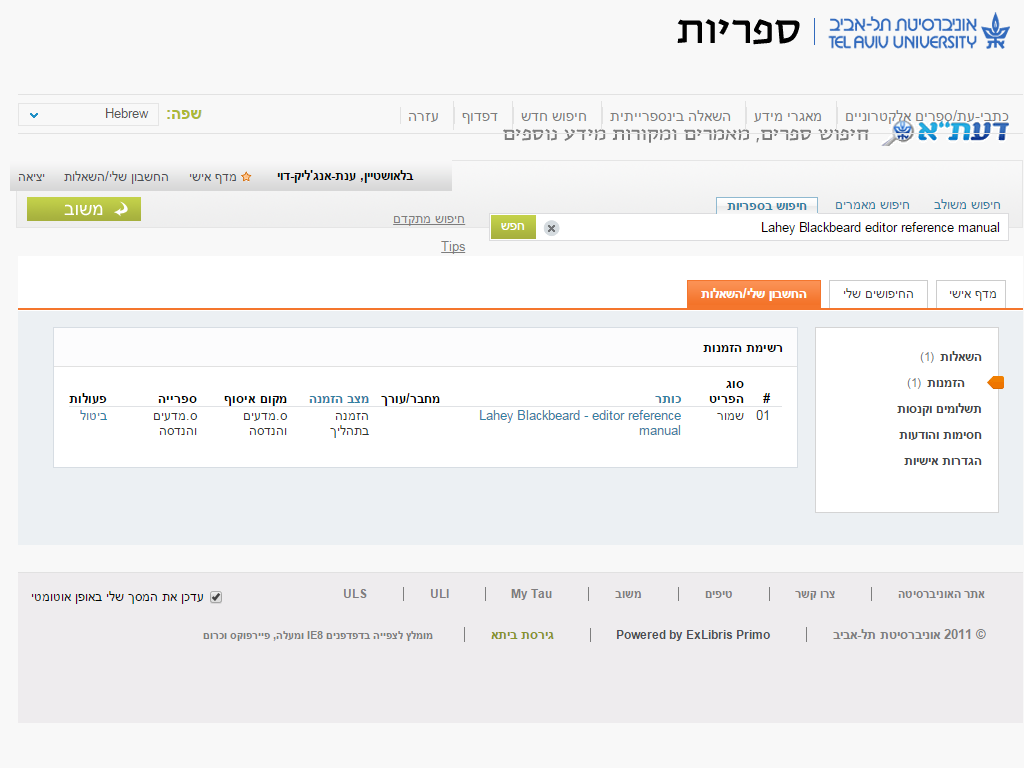 אוניברסיטת תל-אביב
TEL AVIV UNIVERSITY
ספריות
כתבי-עת/ספרים אלקטרוניים
מאגרי מידע
השאלה בינספרייתית
חיפוש חדש
דפדוף
עזרה
שפה:
Hebrew
דעת"א
חיפוש ספרים, מאמרים ומקורות מידע נוספים
בלאושטיין, ענת-אנג'ליק-דוי
מדף אישי
החשבון שלי/השאלות
יציאה
חיפוש משולב
חיפוש מאמרים
חיפוש בספריות
Lahey Blackbeard editor reference manual
חפש
חיפוש מתקדם
Tips
משוב
מדף אישי
החיפושים שלי
החשבון שלי/השאלות
השאלות (1)
הזמנות (1)
תשלומים וקנסות
חסימות והודעות
הגדרות אישיות
רשימת הזמנות
# סוג הפריט כותר מחבר/עורך מצב הזמנה מקום איסוף ספרייה פעולות
01 שמור Lahey Blackbeard - editor reference הזמנה ס.מדעים ס.מדעים ביטול
manual בתהליך והנדסה והנדסה
אתר האוניברסיטה
צרו קשר
טיפים
משוב
My Tau
ULI
ULS
עדכן את המסך שלי באופן אוטומטי
© 2011 אוניברסיטת תל-אביב
Powered by ExLibris Primo
גירסת ביתא
מומלץ לצפייה בדפדפנים IE8 ומעלה, פיירפוקס וכרום